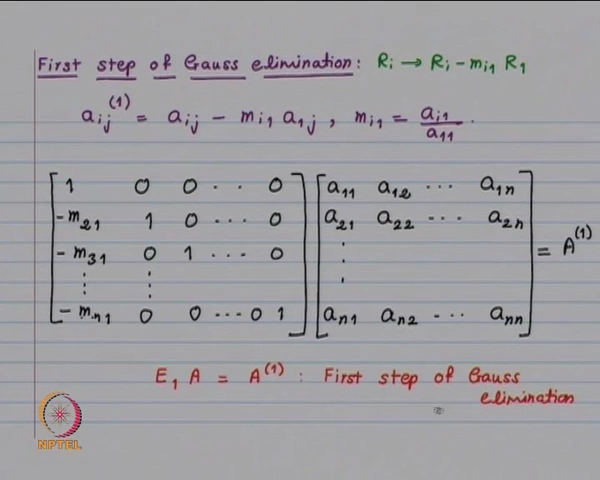 First step of Gauss elimination: Ri → Ri - mi1 R1
aij^(1) = aij - mi1 a1j , mi1 = ai1 / a11 .
[ 1 0 0 . . 0 ] [ a11 a12 ... a1n ]
[ -m21 1 0 ... 0 ] [ a21 a22 ... a2n ]
[ -m31 0 1 ... 0 ] [ : ] = A^(1)
[ : : ] [ . ]
[ -mn1 0 0 ... 0 1 ] [ an1 an2 ... ann ]
E1 A = A^(1) : First step of Gauss
elimination
NPTEL